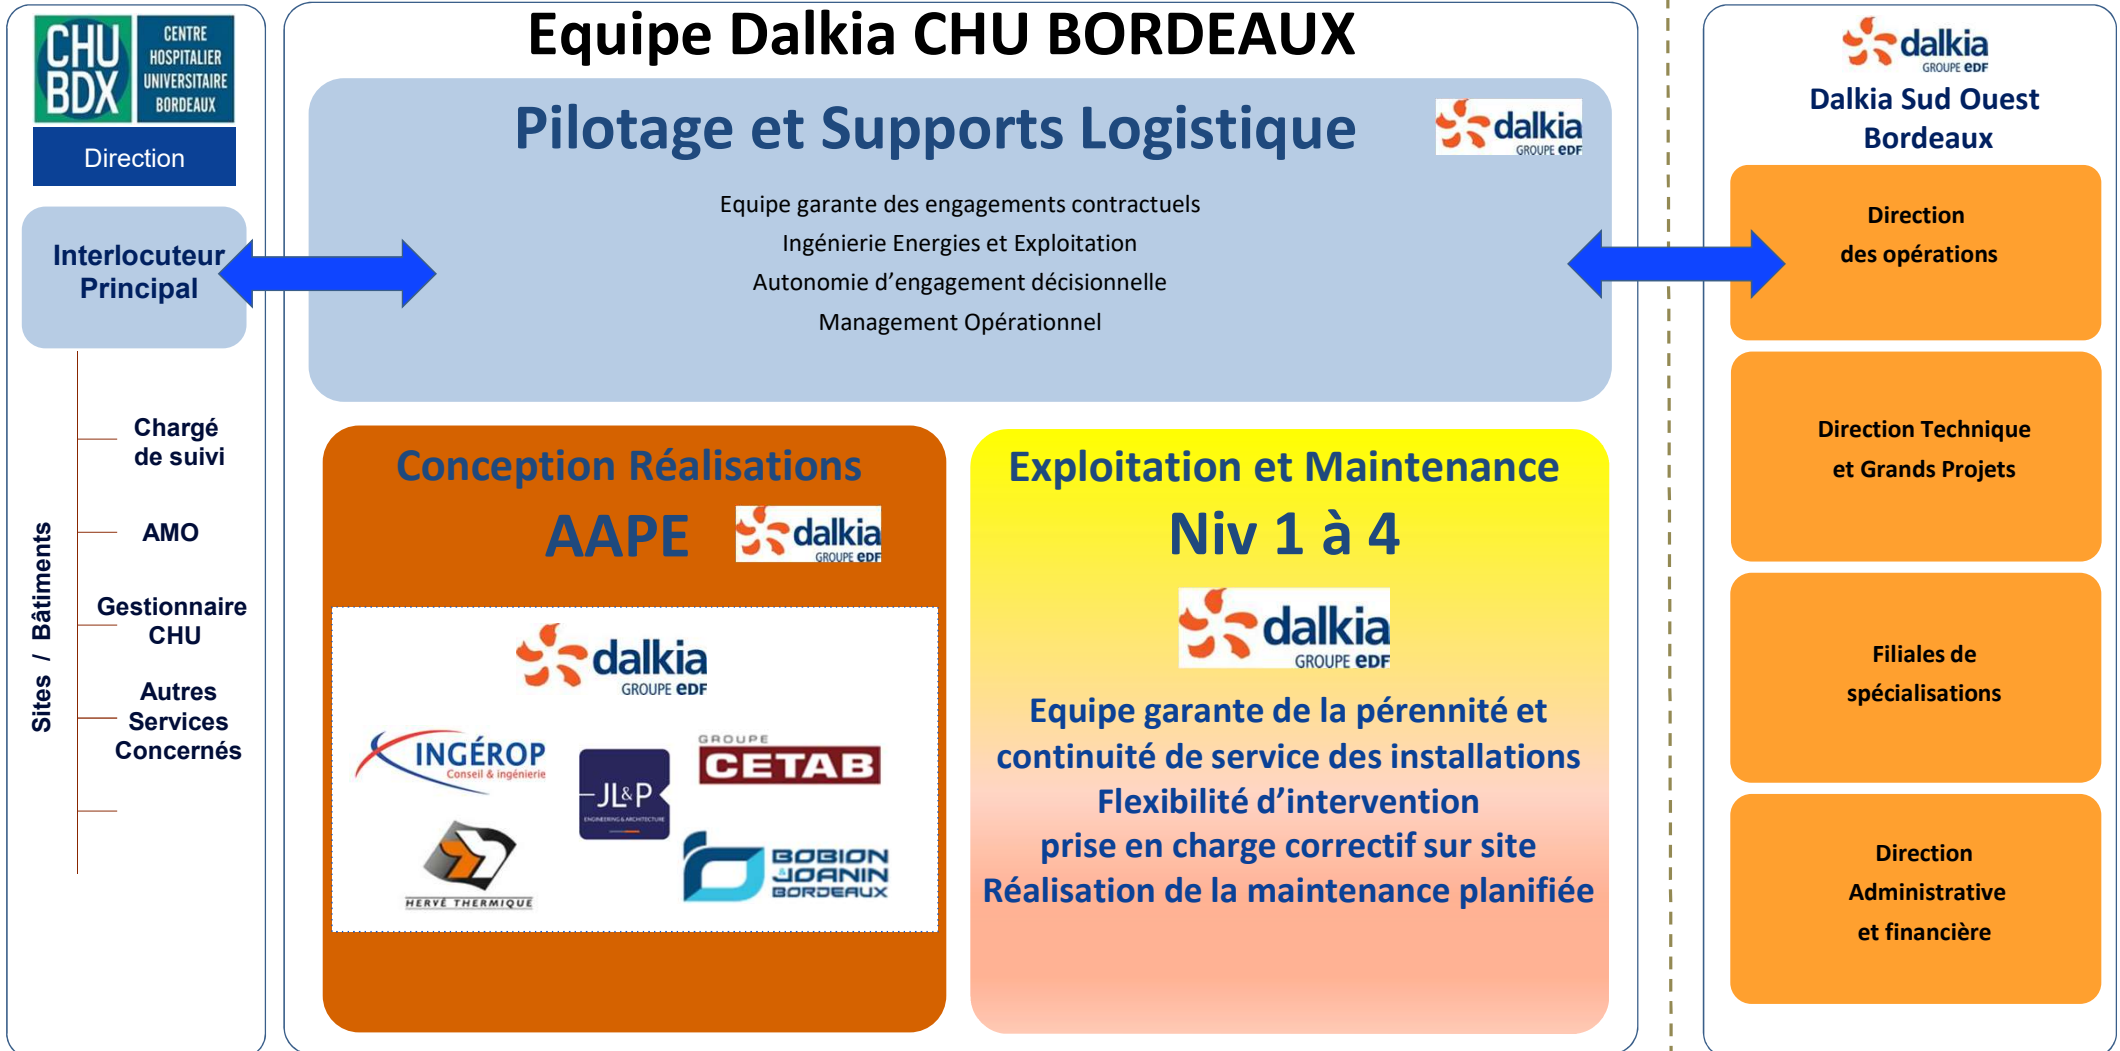 CHU
BDX
CENTRE
HOSPITALIER
UNIVERSITAIRE
BORDEAUX
Direction
Interlocuteur
Principal
Sites / Bâtiments
Chargé
de suivi
AMO
Gestionnaire
CHU
Autres
Services
Concernés
Equipe Dalkia CHU BORDEAUX
Pilotage et Supports Logistique
dalkia
GROUPE eDF
Equipe garante des engagements contractuels
Ingénierie Energies et Exploitation
Autonomie d’engagement décisionnelle
Management Opérationnel
Conception Réalisations
AAPE
dalkia
GROUPE eDF
dalkia
GROUPE eDF
INGÉROP
Conseil & ingénierie
JL&P
ENGINEERING & ARCHITECTURE
GROUPE
CETAB
HERVÉ THERMIQUE
BOBION
& JOANIN
BORDEAUX
Exploitation et Maintenance
Niv 1 à 4
dalkia
GROUPE eDF
Equipe garante de la pérennité et
continuité de service des installations
Flexibilité d’intervention
prise en charge correctif sur site
Réalisation de la maintenance planifiée
dalkia
GROUPE eDF
Dalkia Sud Ouest
Bordeaux
Direction
des opérations
Direction Technique
et Grands Projets
Filiales de
spécialisations
Direction
Administrative
et financière